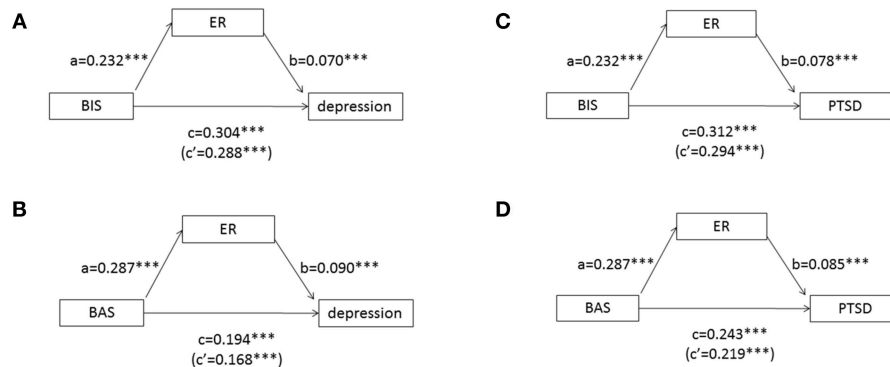 A
ER
a=0.232***
b=0.070***
BIS
depression
c=0.304***
(c’=0.288***)
B
ER
a=0.287***
b=0.090***
BAS
depression
c=0.194***
(c’=0.168***)
C
ER
a=0.232***
b=0.078***
BIS
PTSD
c=0.312***
(c’=0.294***)
D
ER
a=0.287***
b=0.085***
BAS
PTSD
c=0.243***
(c’=0.219***)